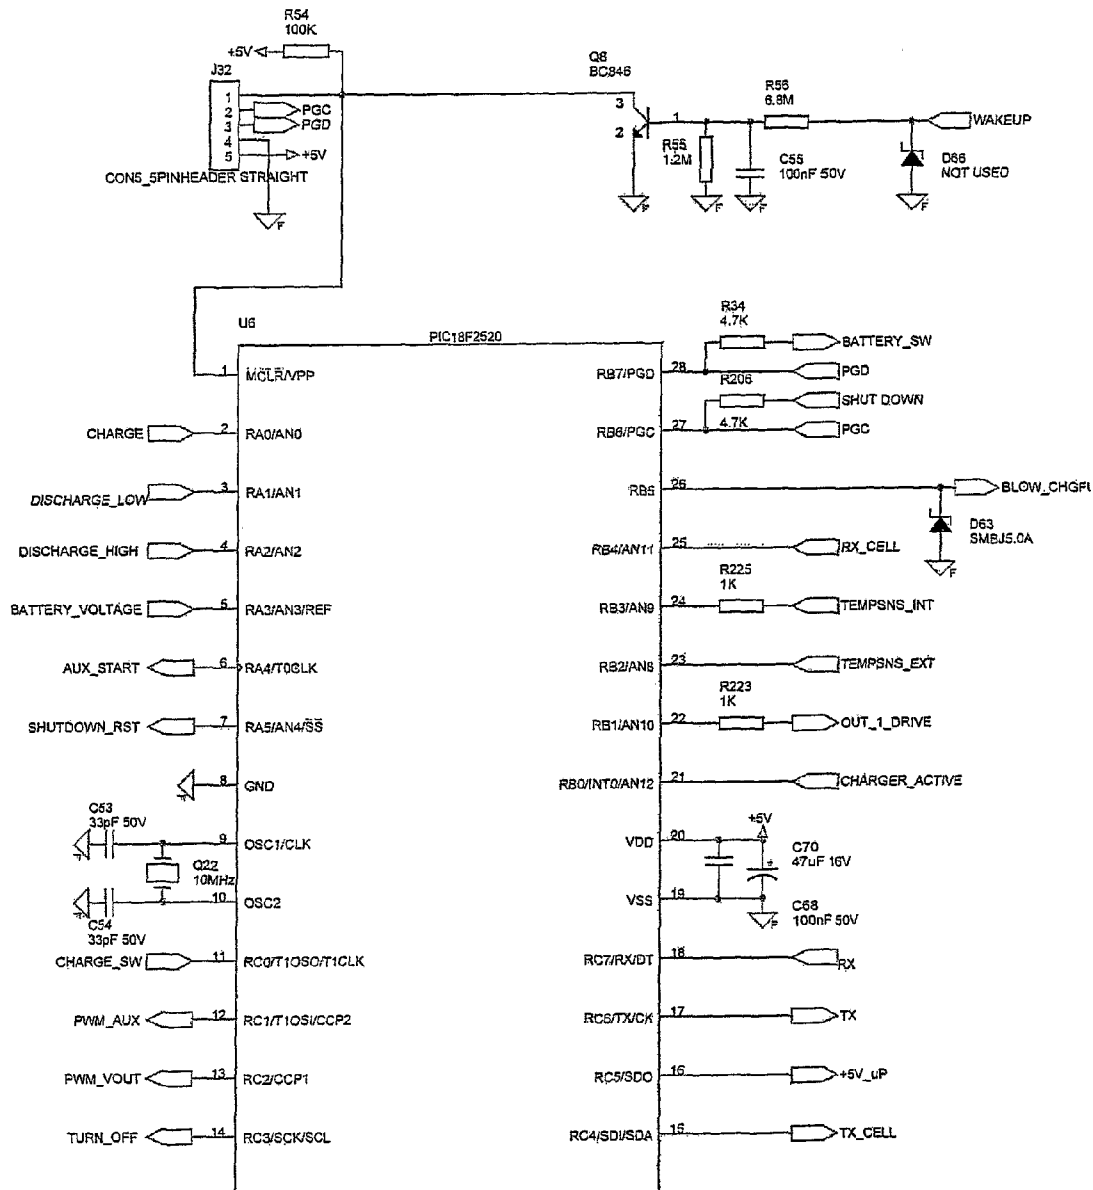 R54
100K
+5V
J32
1
2
3
4
5
PGC
PGD
+5V
CON5_5PINHEADER STRAIGHT
F
Q8
BC846
3
2
1
R56
6.8M
WAKEUP
R55
1.2M
C55
100nF 50V
D66
NOT USED
F
F
F
F
U6
PIC18F2520
1
MCLR/VPP
CHARGE
2
RA0/AN0
DISCHARGE_LOW
3
RA1/AN1
DISCHARGE_HIGH
4
RA2/AN2
BATTERY_VOLTAGE
5
RA3/AN3/REF
AUX_START
6
RA4/T0CLK
SHUTDOWN_RST
7
RA5/AN4/SS
8
GND
C53
33pF 50V
9
OSC1/CLK
Q22
10MHz
10
OSC2
C54
33pF 50V
CHARGE_SW
11
RC0/T1OSO/T1CLK
PWM_AUX
12
RC1/T1OSI/CCP2
PWM_VOUT
13
RC2/CCP1
TURN_OFF
14
RC3/SCK/SCL
R34
4.7K
BATTERY_SW
RB7/PGD
28
PGD
R206
SHUT DOWN
4.7K
RB6/PGC
27
PGC
RB5
26
BLOW_CHGFU
D63
SMBJ5.0A
F
RB4/AN11
25
RX_CELL
R225
1K
RB3/AN9
24
TEMPSNS_INT
RB2/AN8
23
TEMPSNS_EXT
R223
1K
RB1/AN10
22
OUT_1_DRIVE
RB0/INT0/AN12
21
CHARGER_ACTIVE
+5V
VDD
20
C70
47uF 16V
VSS
19
C68
100nF 50V
F
RC7/RX/DT
18
RX
RC6/TX/CK
17
TX
RC5/SDO
16
+5V_uP
RC4/SDI/SDA
15
TX_CELL